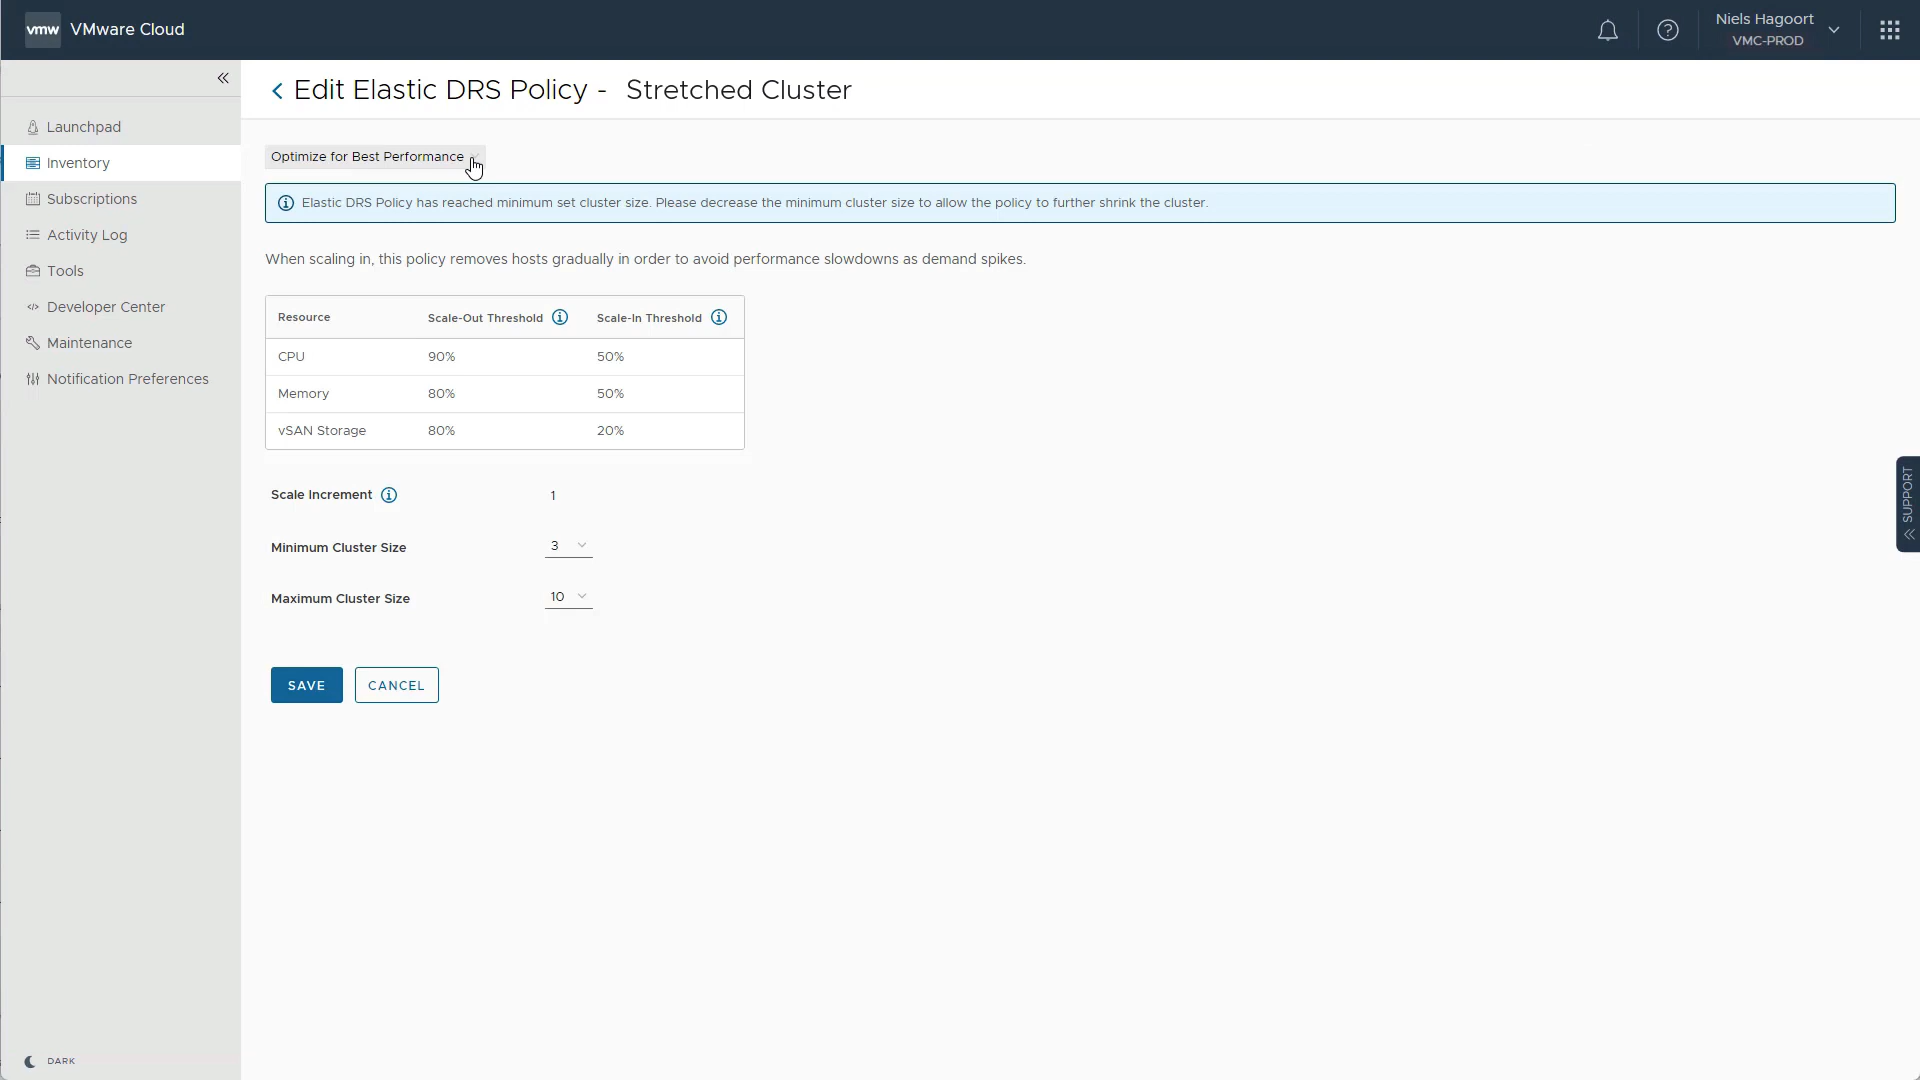 vmw VMware Cloud
Niels Hagoort
VMC-PROD
Edit Elastic DRS Policy - Stretched Cluster
Launchpad
Inventory
Subscriptions
Activity Log
Tools
Developer Center
Maintenance
Notification Preferences
DARK
Optimize for Best Performance
Elastic DRS Policy has reached minimum set cluster size. Please decrease the minimum cluster size to allow the policy to further shrink the cluster.
When scaling in, this policy removes hosts gradually in order to avoid performance slowdowns as demand spikes.
Resource Scale-Out Threshold Scale-In Threshold
CPU 90% 50%
Memory 80% 50%
vSAN Storage 80% 20%
Scale Increment 1
Minimum Cluster Size 3
Maximum Cluster Size 10
SAVE CANCEL
SUPPORT